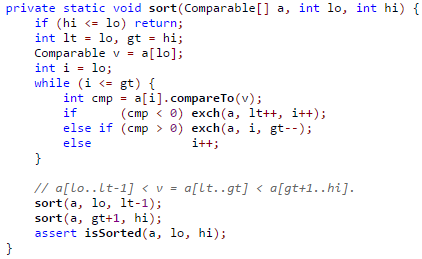 private static void sort(Comparable[] a, int lo, int hi) {
    if (hi <= lo) return;
    int lt = lo, gt = hi;
    Comparable v = a[lo];
    int i = lo;
    while (i <= gt) {
        int cmp = a[i].compareTo(v);
        if      (cmp < 0) exch(a, lt++, i++);
        else if (cmp > 0) exch(a, i, gt--);
        else              i++;
    }

    // a[lo..lt-1] < v = a[lt..gt] < a[gt+1..hi].
    sort(a, lo, lt-1);
    sort(a, gt+1, hi);
    assert isSorted(a, lo, hi);
}